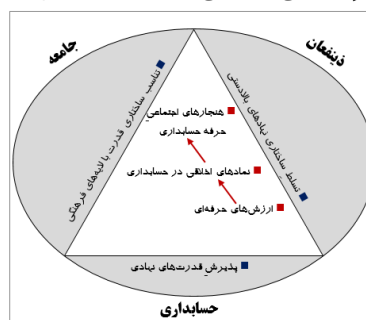 ذینفعان
جامعه
تناسب ساختاری قدرت با لایه‌های فرهنگی
تسلط ساختاری نهادهای بالادستی
هنجارهای اجتماعی
حرفه حسابداری
نمادهای اخلاقی در حسابداری
ارزش‌های حرفه‌ای
پذیرش قدرت‌های نهادی
حسابداری